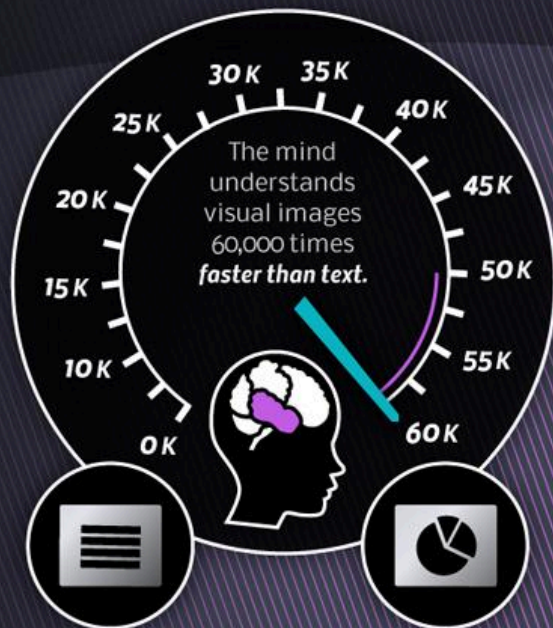 30 K
35 K
25 K
40 K
20 K
45 K
15 K
50 K
10 K
55 K
0 K
60 K
The mind
understands
visual images
60,000 times
faster than text.